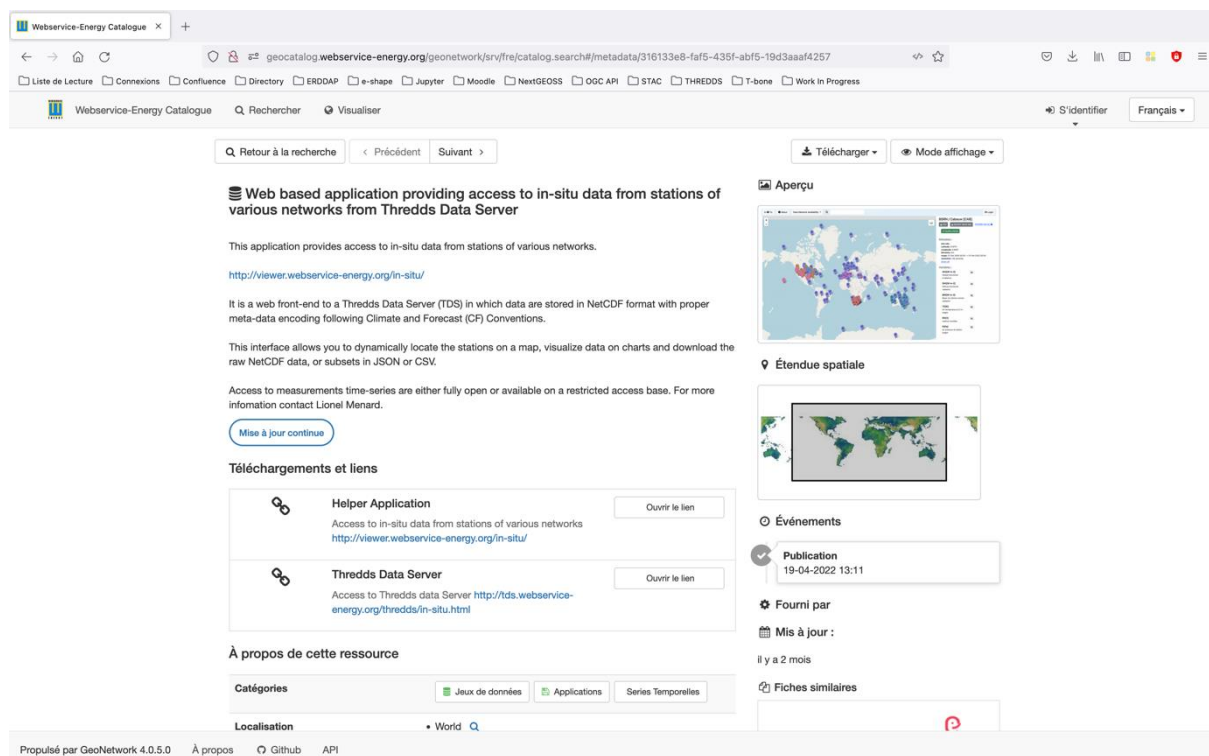 Webservice-Energy Catalogue
geocatalog.webservice-energy.org/geonetwork/srv/fre/catalog.search#/metadata/316133e8-faf5-435f-abf5-19d3aaaf4257
Liste de Lecture Connexions Confluence Directory ERDDAP e-shape Jupyter Moodle NextGEOSS OGC API STAC THREDDS T-bone Work In Progress
Webservice-Energy Catalogue Rechercher Visualiser S'identifier Français
Retour à la recherche < Précédent Suivant > Télécharger Mode affichage
Web based application providing access to in-situ data from stations of
various networks from Thredds Data Server
This application provides access to in-situ data from stations of various networks.
http://viewer.webservice-energy.org/in-situ/
It is a web front-end to a Thredds Data Server (TDS) in which data are stored in NetCDF format with proper
meta-data encoding following Climate and Forecast (CF) Conventions.
This interface allows you to dynamically locate the stations on a map, visualize data on charts and download the
raw NetCDF data, or subsets in JSON or CSV.
Access to measurements time-series are either fully open or available on a restricted access base. For more
infomation contact Lionel Menard.
Mise à jour continue
Téléchargements et liens
Helper Application
Ouvrir le lien
Access to in-situ data from stations of various networks
http://viewer.webservice-energy.org/in-situ/
Thredds Data Server
Ouvrir le lien
Access to Thredds data Server http://tds.webservice-
energy.org/thredds/in-situ.html
À propos de cette ressource
Catégories Jeux de données Applications Series Temporelles
Localisation • World
Aperçu
Étendue spatiale
Événements
Publication
19-04-2022 13:11
Fourni par
Mis à jour :
il y a 2 mois
Fiches similaires
Propulsé par GeoNetwork 4.0.5.0 À propos Github API